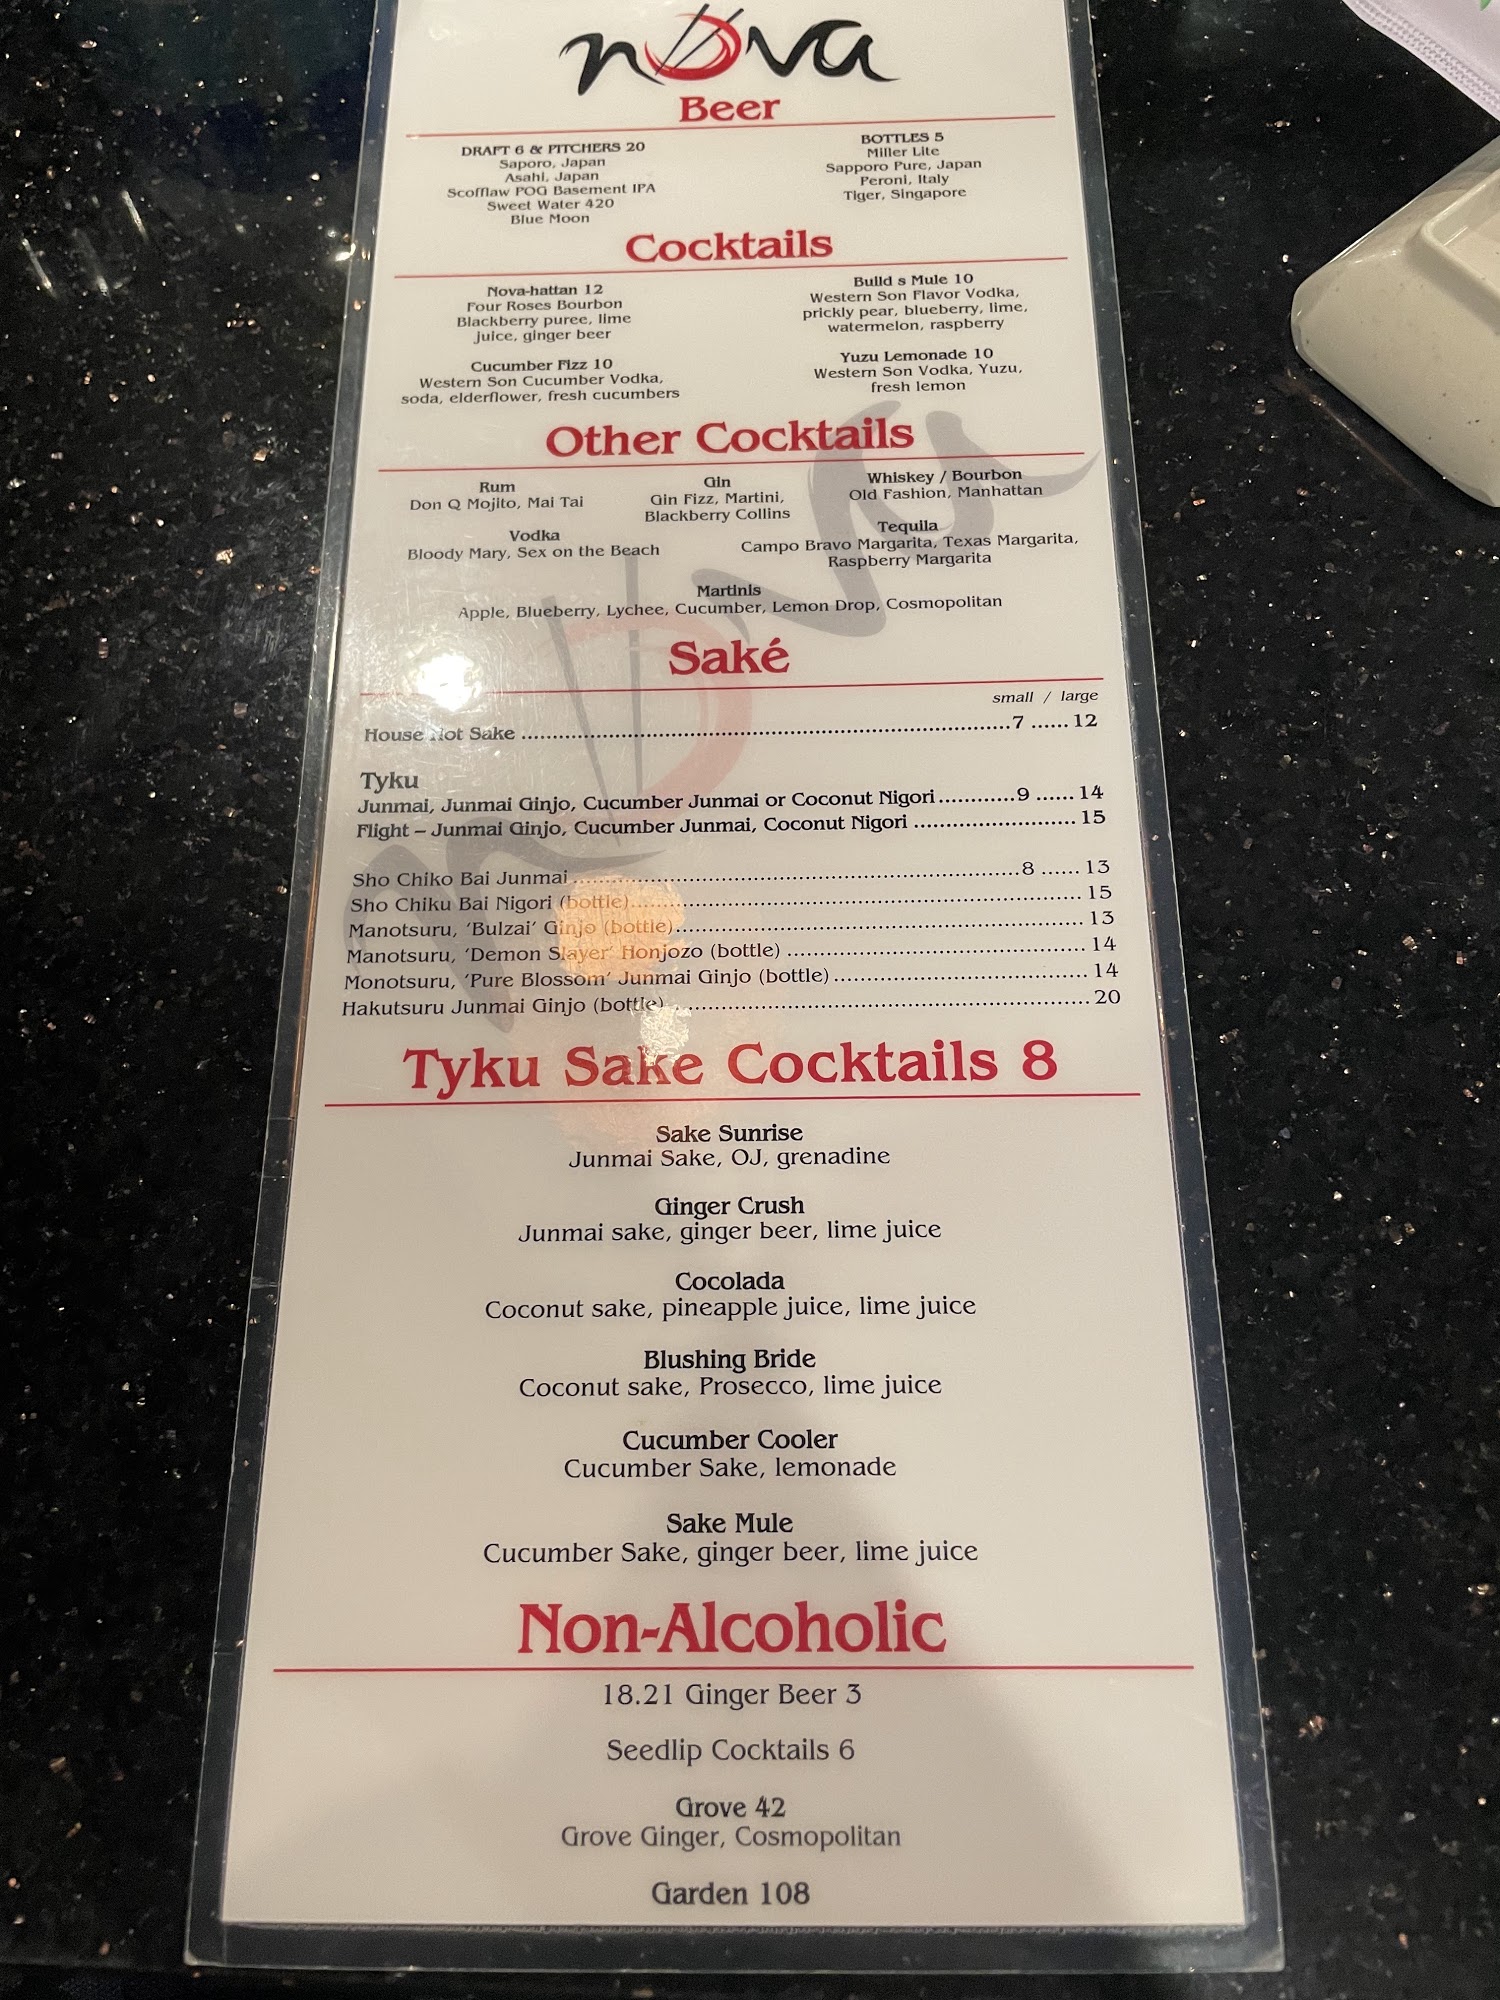 nova
Beer
DRAFT 6 & PITCHERS 20
Saporo, Japan
Asahi, Japan
Scofflaw POG Basement IPA
Sweet Water 420
Blue Moon
BOTTLES 5
Miller Lite
Sapporo Pure, Japan
Peroni, Italy
Tiger, Singapore
Cocktails
Nova-hattan 12
Four Roses Bourbon
Blackberry puree, lime
juice, ginger beer
Build s Mule 10
Western Son Flavor Vodka,
prickly pear, blueberry, lime,
watermelon, raspberry
Cucumber Fizz 10
Western Son Cucumber Vodka,
soda, elderflower, fresh cucumbers
Yuzu Lemonade 10
Western Son Vodka, Yuzu,
fresh lemon
Other Cocktails
Rum
Don Q Mojito, Mai Tai
Gin
Gin Fizz, Martini,
Blackberry Collins
Whiskey / Bourbon
Old Fashion, Manhattan
Vodka
Bloody Mary, Sex on the Beach
Tequila
Campo Bravo Margarita, Texas Margarita,
Raspberry Margarita
Martinis
Apple, Blueberry, Lychee, Cucumber, Lemon Drop, Cosmopolitan
Saké
small / large
House Hot Sake ...... 7 ...... 12
Tyku
Junmai, Junmai Ginjo, Cucumber Junmai or Coconut Nigori ...... 9 ...... 14
Flight – Junmai Ginjo, Cucumber Junmai, Coconut Nigori ...... 15
Sho Chiko Bai Junmai ...... 8 ...... 13
Sho Chiku Bai Nigori (bottle) ...... 15
Manotsuru, ‘Bulzai’ Ginjo (bottle) ...... 13
Manotsuru, ‘Demon Slayer’ Honjozo (bottle) ...... 14
Monotsuru, ‘Pure Blossom’ Junmai Ginjo (bottle) ...... 14
Hakutsuru Junmai Ginjo (bottle) ...... 20
Tyku Sake Cocktails 8
Sake Sunrise
Junmai Sake, OJ, grenadine
Ginger Crush
Junmai sake, ginger beer, lime juice
Cocolada
Coconut sake, pineapple juice, lime juice
Blushing Bride
Coconut sake, Prosecco, lime juice
Cucumber Cooler
Cucumber Sake, lemonade
Sake Mule
Cucumber Sake, ginger beer, lime juice
Non-Alcoholic
18.21 Ginger Beer 3
Seedlip Cocktails 6
Grove 42
Grove Ginger, Cosmopolitan
Garden 108